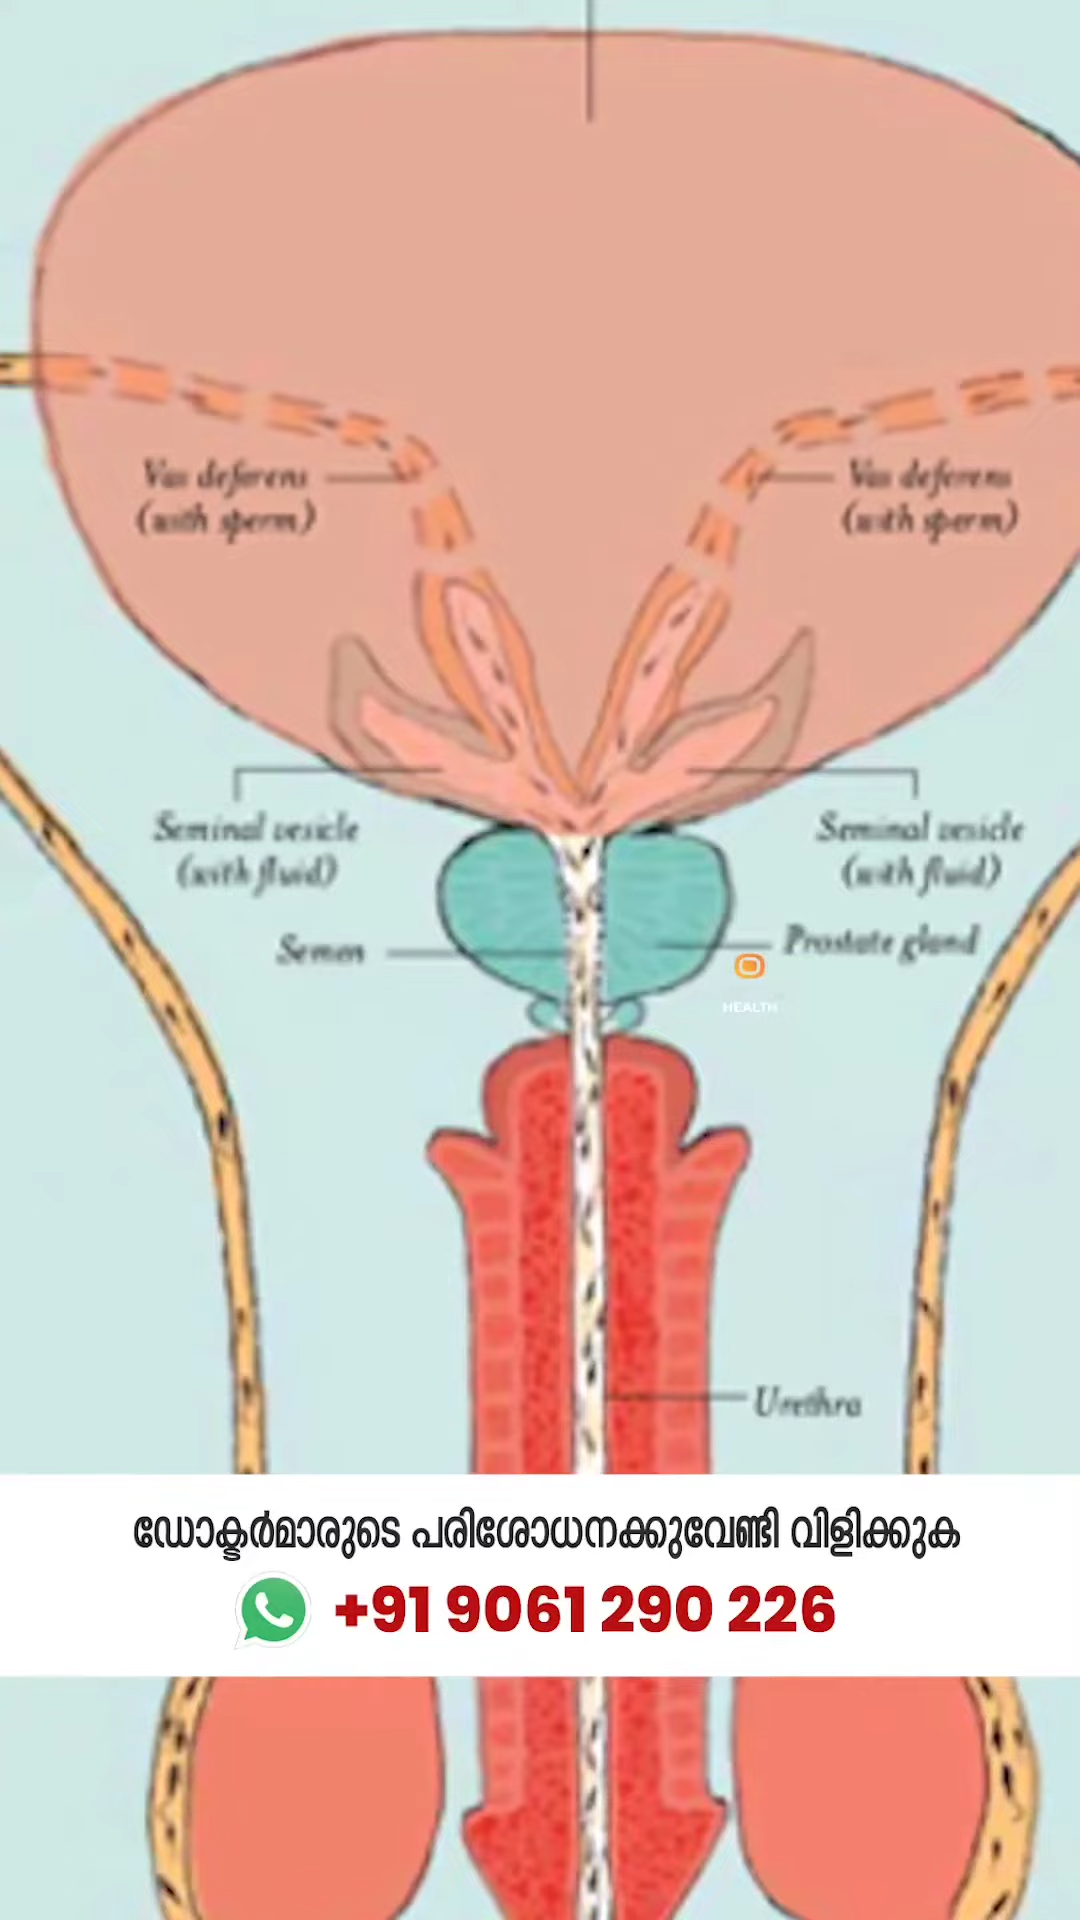 Vas deferens
(with sperm)
Vas deferens
(with sperm)
Seminal vesicle
(with fluid)
Seminal vesicle
(with fluid)
Semen
Prostate gland
HEALTH
Urethra
ഡോക്ടർമാരുടെ പരിശോധനക്കുവേണ്ടി വിളിക്കുക
+91 9061 290 226